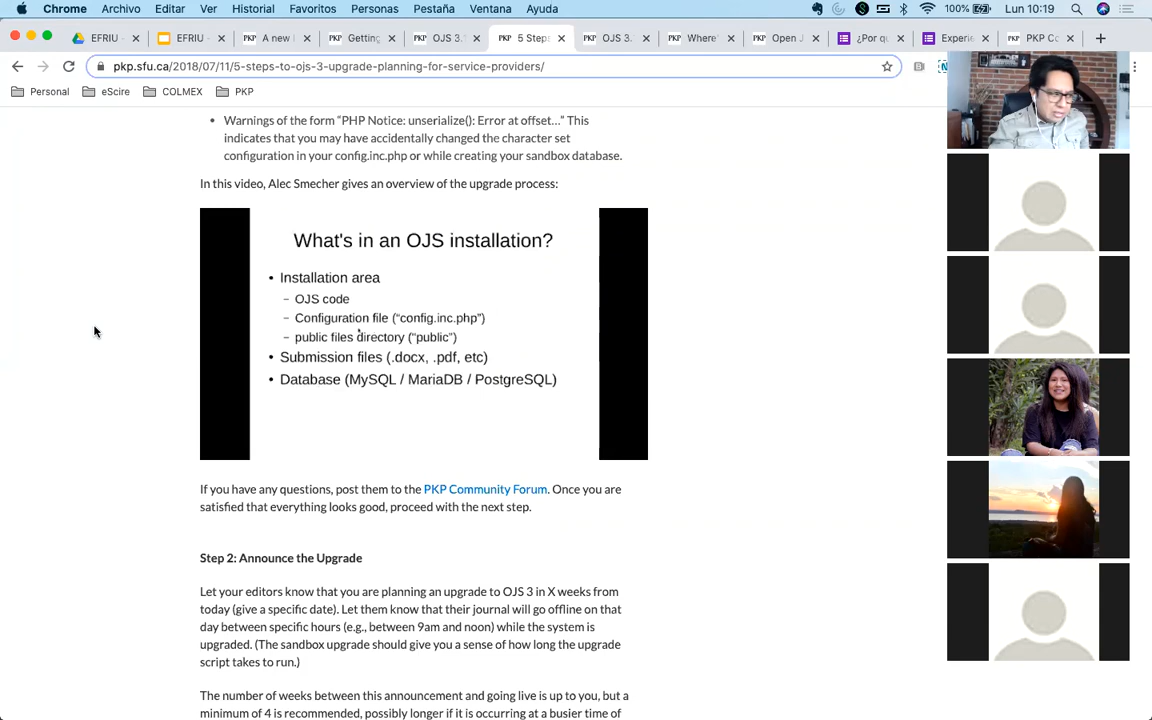 Chrome Archivo Editar Ver Historial Favoritos Personas Pestaña Ventana Ayuda 100% Lun 10:19
EFRIU EFRIU - A new Getting OJS 3. 5 Steps OJS 3. Where' Open J ¿Por q Experie PKP Co
pkp.sfu.ca/2018/07/11/5-steps-to-ojs-3-upgrade-planning-for-service-providers/
Personal eScire COLMEX PKP
• Warnings of the form “PHP Notice: unserialize(): Error at offset…” This
indicates that you may have accidentally changed the character set
configuration in your config.inc.php or while creating your sandbox database.
In this video, Alec Smecher gives an overview of the upgrade process:
What's in an OJS installation?
• Installation area
– OJS code
– Configuration file (“config.inc.php”)
– public files directory (“public”)
• Submission files (.docx, .pdf, etc)
• Database (MySQL / MariaDB / PostgreSQL)
If you have any questions, post them to the PKP Community Forum. Once you are
satisfied that everything looks good, proceed with the next step.
Step 2: Announce the Upgrade
Let your editors know that you are planning an upgrade to OJS 3 in X weeks from
today (give a specific date). Let them know that their journal will go offline on that
day between specific hours (e.g., between 9am and noon) while the system is
upgraded. (The sandbox upgrade should give you a sense of how long the upgrade
script takes to run.)
The number of weeks between this announcement and going live is up to you, but a
minimum of 4 is recommended, possibly longer if it is occurring at a busier time of